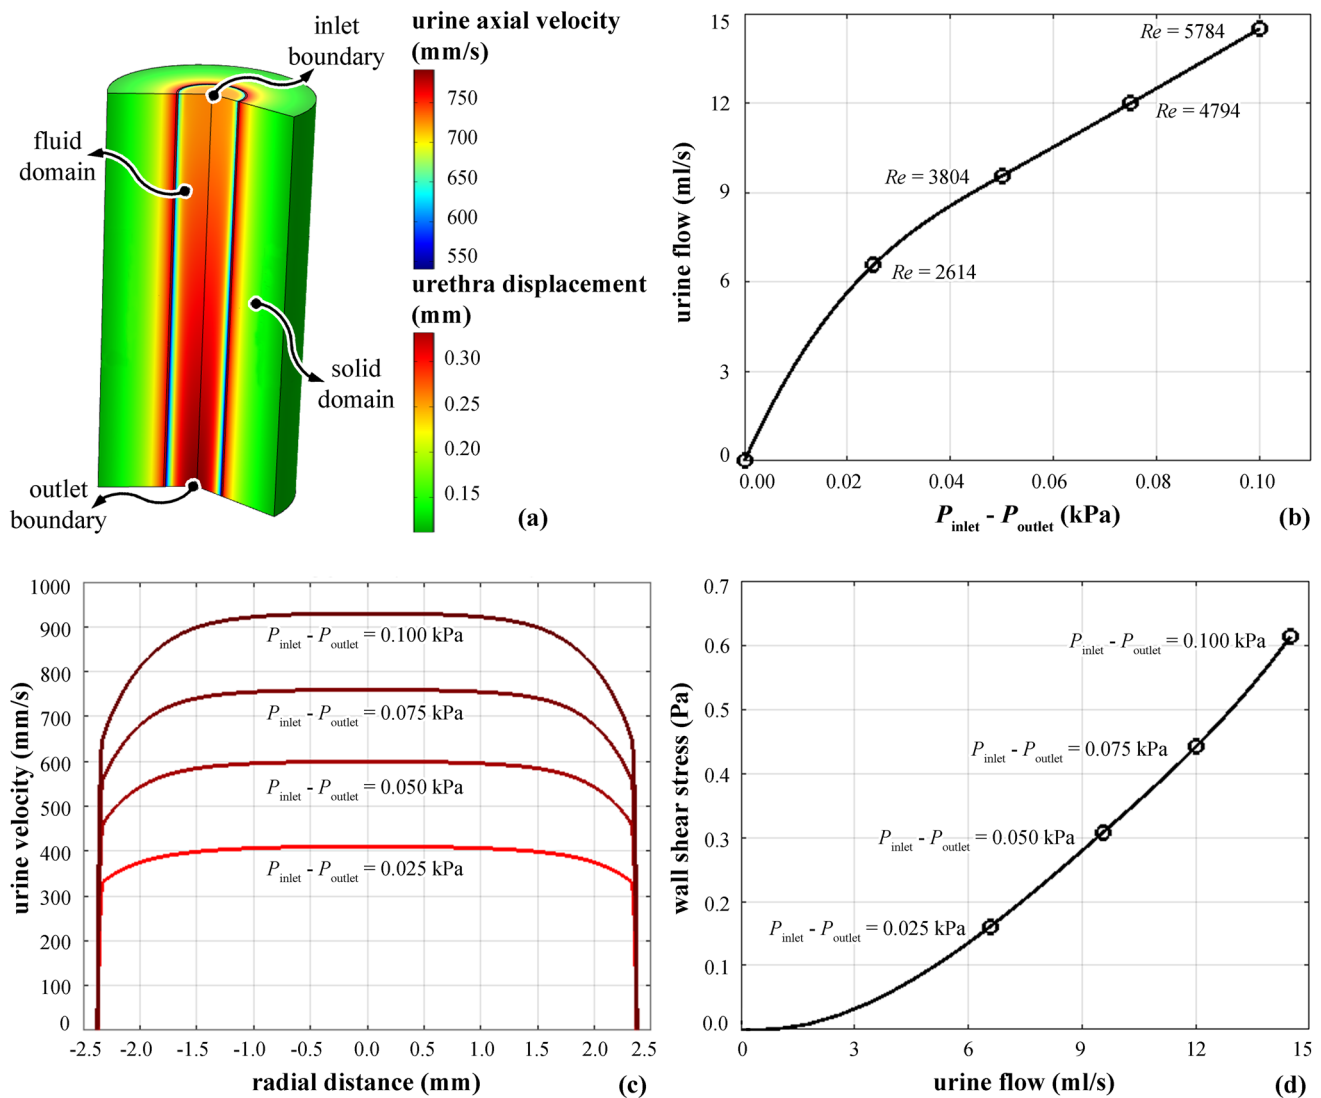 inlet
boundary
fluid
domain
solid
domain
outlet
boundary
urine axial velocity
(mm/s)
750
700
650
600
550
urethra displacement
(mm)
0.30
0.25
0.20
0.15
(a)
15
12
9
6
3
0
urine flow (ml/s)
Re = 5784
Re = 4794
Re = 3804
Re = 2614
0.00 0.02 0.04 0.06 0.08 0.10
Pinlet - Poutlet (kPa)
(b)
1000
900
800
700
600
500
400
300
200
100
0
urine velocity (mm/s)
Pinlet - Poutlet = 0.100 kPa
Pinlet - Poutlet = 0.075 kPa
Pinlet - Poutlet = 0.050 kPa
Pinlet - Poutlet = 0.025 kPa
-2.5 -2.0 -1.5 -1.0 -0.5 0.0 0.5 1.0 1.5 2.0 2.5
radial distance (mm)
(c)
0.7
0.6
0.5
0.4
0.3
0.2
0.1
0.0
wall shear stress (Pa)
Pinlet - Poutlet = 0.100 kPa
Pinlet - Poutlet = 0.075 kPa
Pinlet - Poutlet = 0.050 kPa
Pinlet - Poutlet = 0.025 kPa
0 3 6 9 12 15
urine flow (ml/s)
(d)